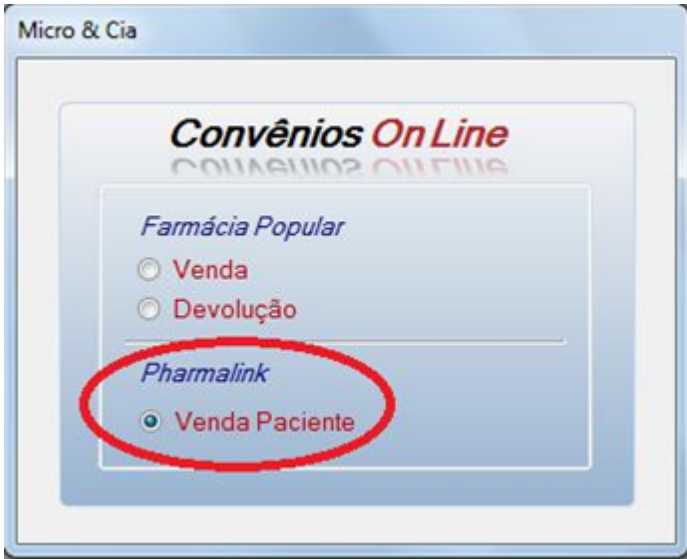 Micro & Cia
Convênios On Line
Farmácia Popular
Venda
Devolução
Pharmalink
Venda Paciente